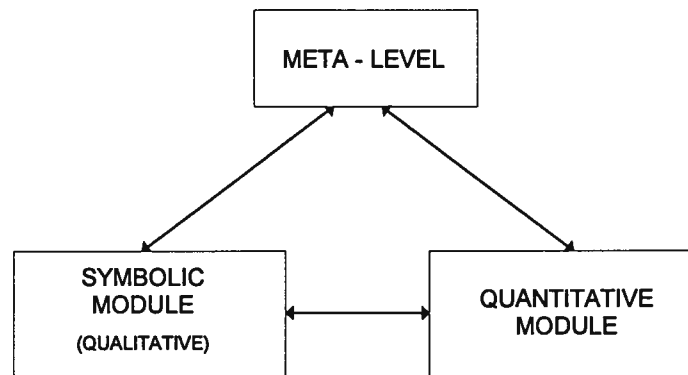 META - LEVEL
SYMBOLIC
MODULE
(QUALITATIVE)
QUANTITATIVE
MODULE